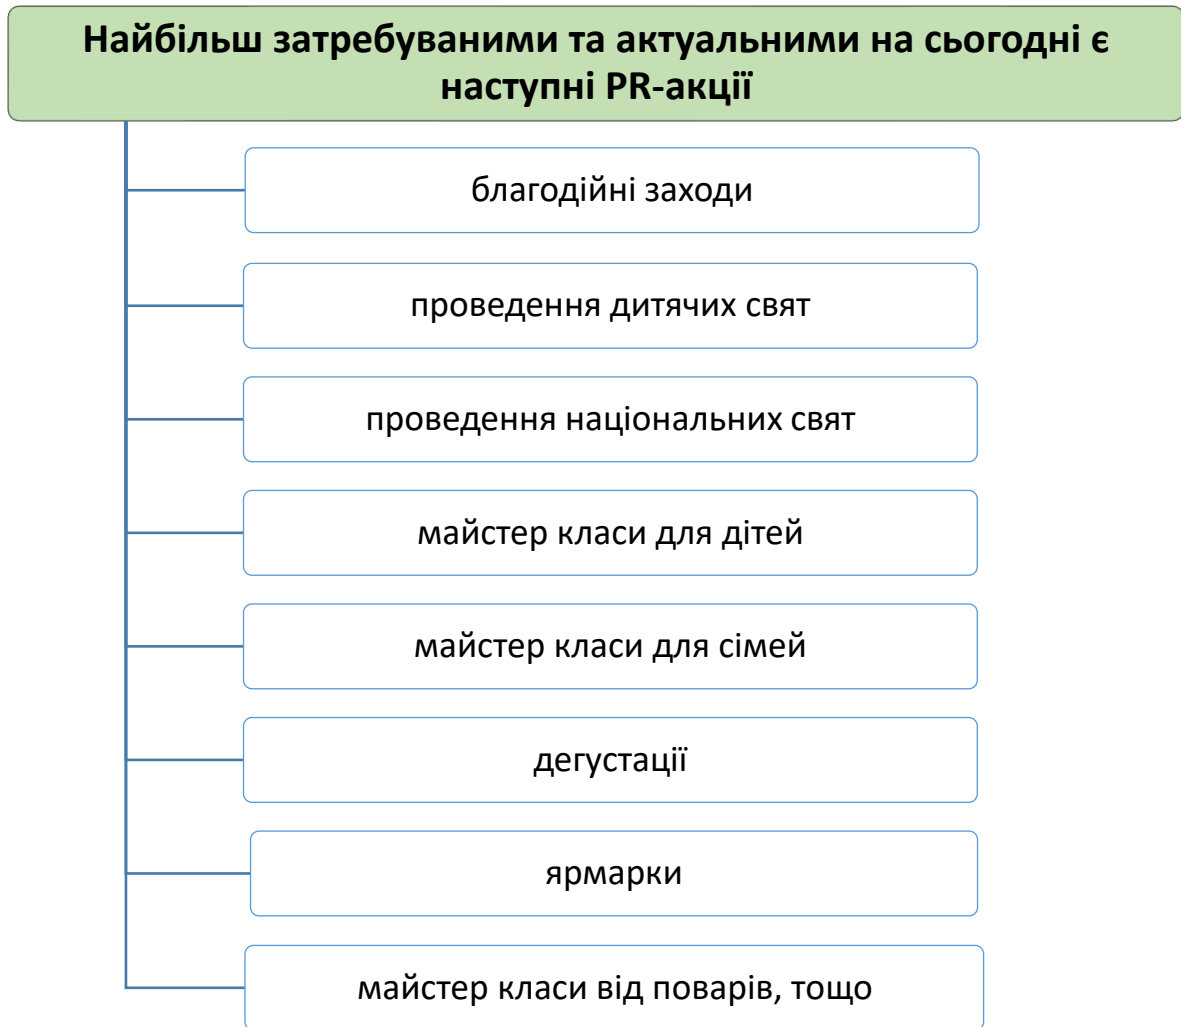 Найбільш затребуваними та актуальними на сьогодні є
наступні PR-акції
благодійні заходи
проведення дитячих свят
проведення національних свят
майстер класи для дітей
майстер класи для сімей
дегустації
ярмарки
майстер класи від поварів, тощо